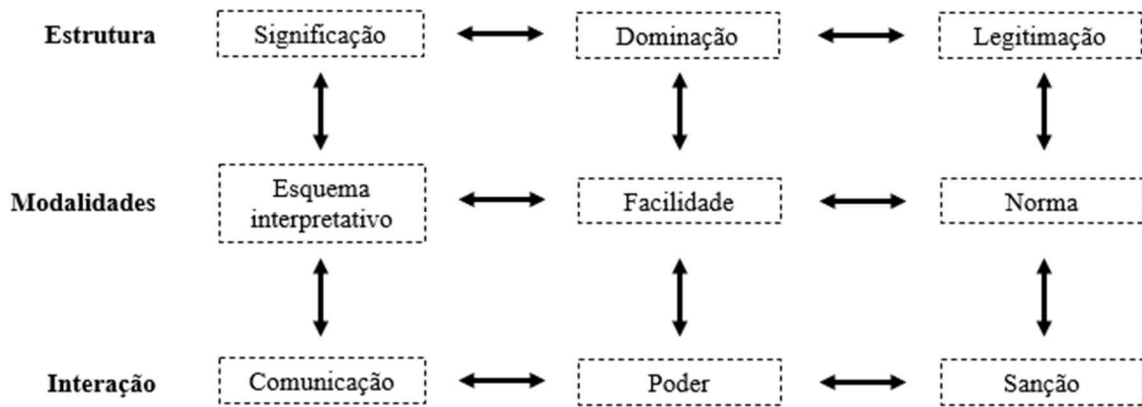 Estrutura Significação Dominação Legitimação
Modalidades Esquema interpretativo Facilidade Norma
Interação Comunicação Poder Sanção